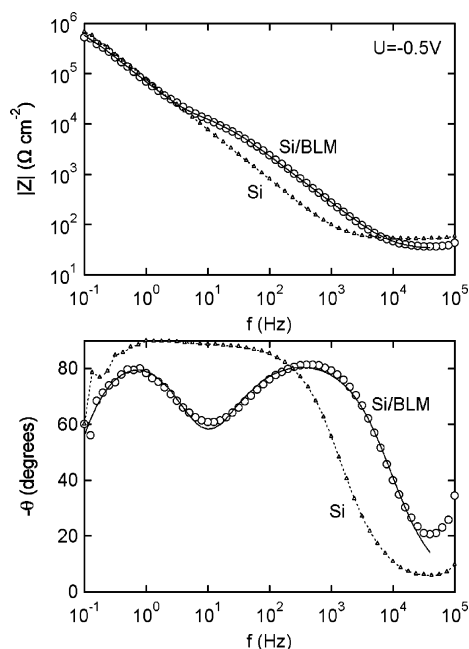 10^6
U=-0.5V
10^5
|Z| (Ω cm^-2)
10^4
Si/BLM
10^3
Si
10^2
10^1
10^-1 10^0 10^1 10^2 10^3 10^4 10^5
f (Hz)
80
Si/BLM
60
-θ (degrees)
40
Si
20
0
10^-1 10^0 10^1 10^2 10^3 10^4 10^5
f (Hz)